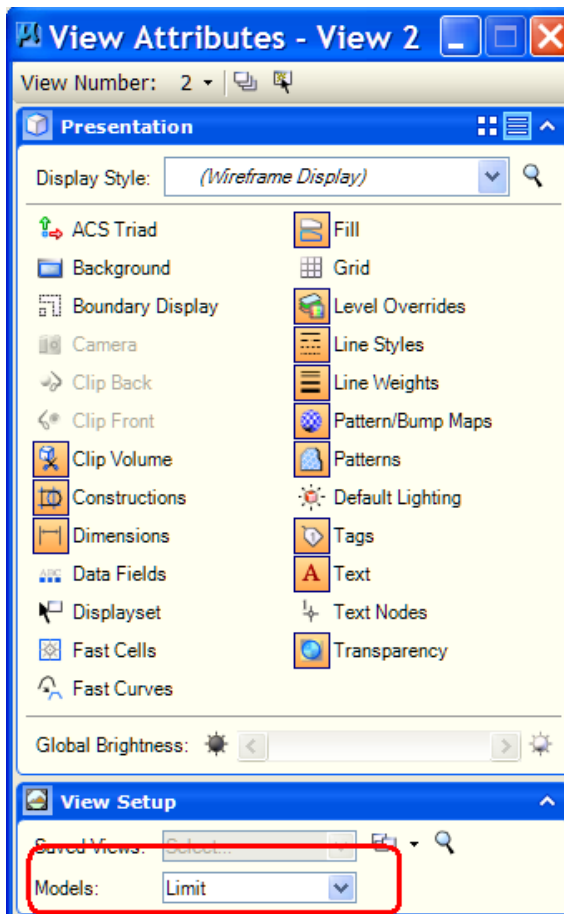 View Attributes - View 2
View Number: 2
Presentation
Display Style: (Wireframe Display)
ACS Triad
Background
Boundary Display
Camera
Clip Back
Clip Front
Clip Volume
Constructions
Dimensions
Data Fields
Displayset
Fast Cells
Fast Curves
Fill
Grid
Level Overrides
Line Styles
Line Weights
Pattern/Bump Maps
Patterns
Default Lighting
Tags
Text
Text Nodes
Transparency
Global Brightness:
View Setup
Saved Views: Select...
Models: Limit